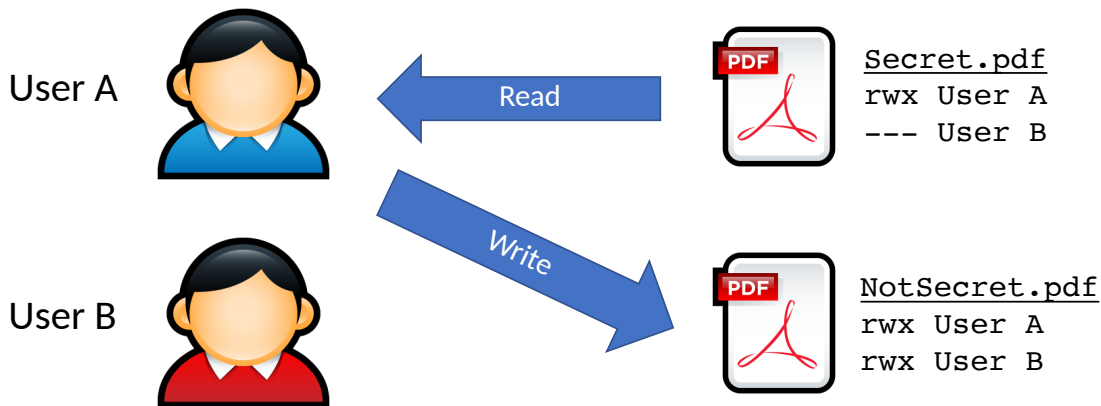 User A
Read
PDF
Secret.pdf
rwx User A
--- User B
Write
User B
PDF
NotSecret.pdf
rwx User A
rwx User B